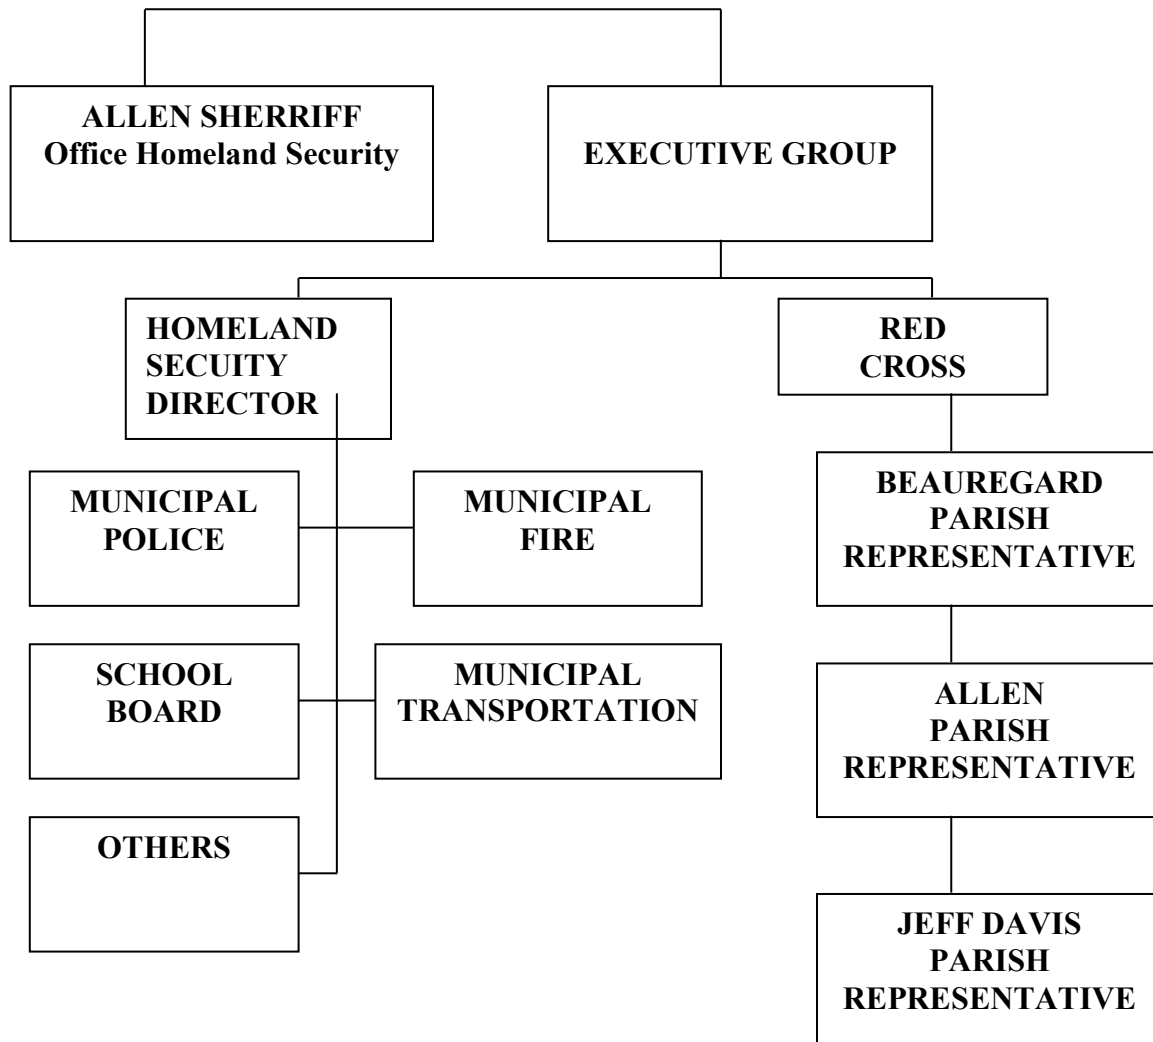 ALLEN SHERRIFF
Office Homeland Security
EXECUTIVE GROUP
HOMELAND
SECUITY
DIRECTOR
RED
CROSS
MUNICIPAL
POLICE
MUNICIPAL
FIRE
BEAUREGARD
PARISH
REPRESENTATIVE
SCHOOL
BOARD
MUNICIPAL
TRANSPORTATION
ALLEN
PARISH
REPRESENTATIVE
OTHERS
JEFF DAVIS
PARISH
REPRESENTATIVE